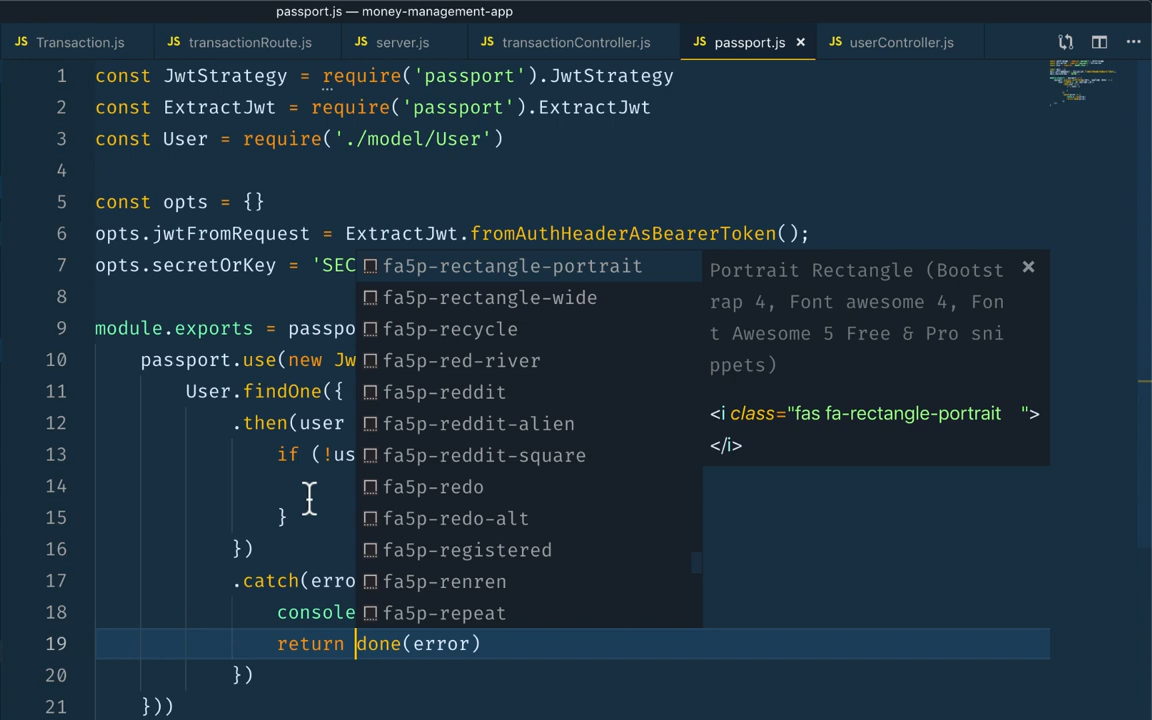 passport.js — money-management-app
JS Transaction.js JS transactionRoute.js JS server.js JS transactionController.js JS passport.js × JS userController.js
1 const JwtStrategy = require('passport').JwtStrategy
2 const ExtractJwt = require('passport').ExtractJwt
3 const User = require('./model/User')
4
5 const opts = {}
6 opts.jwtFromRequest = ExtractJwt.fromAuthHeaderAsBearerToken();
7 opts.secretOrKey = 'SEC
8
9 module.exports = passpo
10 passport.use(new Jw
11 User.findOne({
12 .then(user
13 if (!us
14
15 }
16 })
17 .catch(erro
18 console
19 return done(error)
20 })
21 }))
fa5p-rectangle-portrait
fa5p-rectangle-wide
fa5p-recycle
fa5p-red-river
fa5p-reddit
fa5p-reddit-alien
fa5p-reddit-square
fa5p-redo
fa5p-redo-alt
fa5p-registered
fa5p-renren
fa5p-repeat
Portrait Rectangle (Bootst
rap 4, Font awesome 4, Fon
t Awesome 5 Free & Pro sni
ppets)
<i class="fas fa-rectangle-portrait ">
</i>